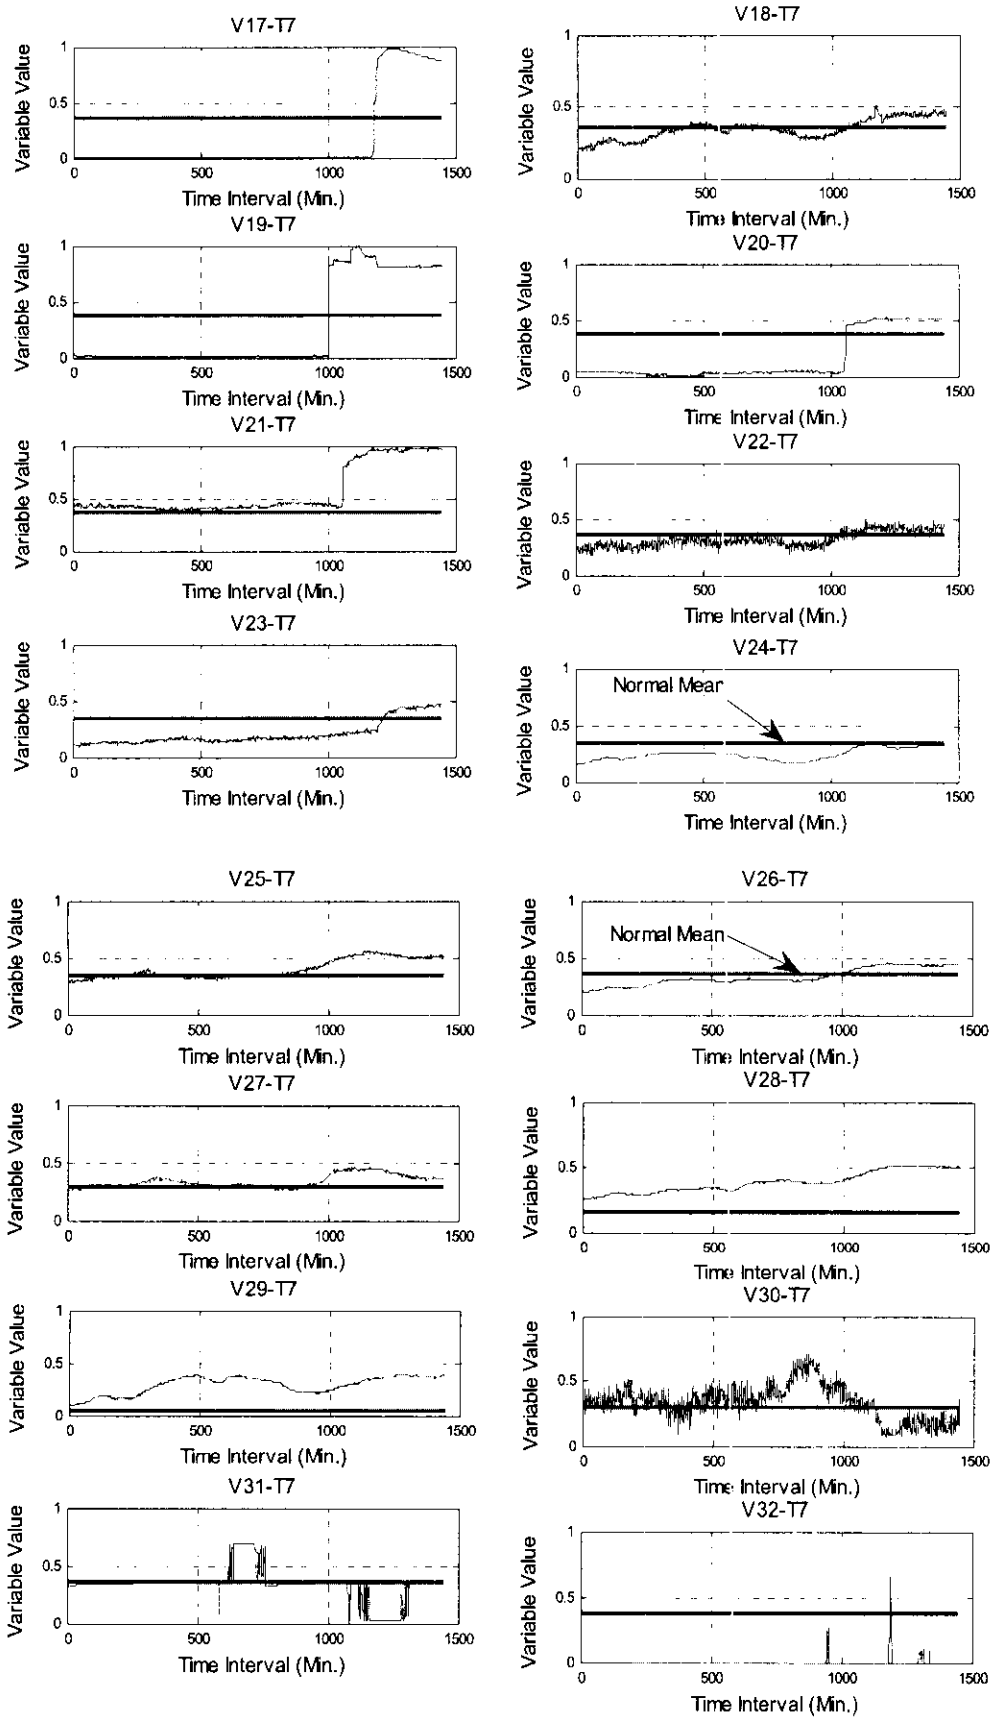 V17-T7
Variable Value
1
0.5
0
0
500
1000
1500
Time Interval (Min.)
V18-T7
Variable Value
1
0.5
0
0
500
1000
1500
Time Interval (Min.)
V19-T7
Variable Value
1
0.5
0
0
500
1000
1500
Time Interval (Min.)
V20-T7
Variable Value
1
0.5
0
0
500
1000
1500
Time Interval (Min.)
V21-T7
Variable Value
1
0.5
0
0
500
1000
1500
Time Interval (Min.)
V22-T7
Variable Value
1
0.5
0
0
500
1000
1500
Time Interval (Min.)
V23-T7
Variable Value
1
0.5
0
0
500
1000
1500
Time Interval (Min.)
V24-T7
Variable Value
1
Normal Mean
0.5
0
0
500
1000
1500
Time Interval (Min.)
V25-T7
Variable Value
1
0.5
0
0
500
1000
1500
Time Interval (Min.)
V26-T7
Variable Value
1
Normal Mean
0.5
0
0
500
1000
1500
Time Interval (Min.)
V27-T7
Variable Value
1
0.5
0
0
500
1000
1500
Time Interval (Min.)
V28-T7
Variable Value
1
0.5
0
0
500
1000
1500
Time Interval (Min.)
V29-T7
Variable Value
1
0.5
0
0
500
1000
1500
Time Interval (Min.)
V30-T7
Variable Value
1
0.5
0
0
500
1000
1500
Time Interval (Min.)
V31-T7
Variable Value
1
0.5
0
0
500
1000
1500
Time Interval (Min.)
V32-T7
Variable Value
1
0.5
0
0
500
1000
1500
Time Interval (Min.)